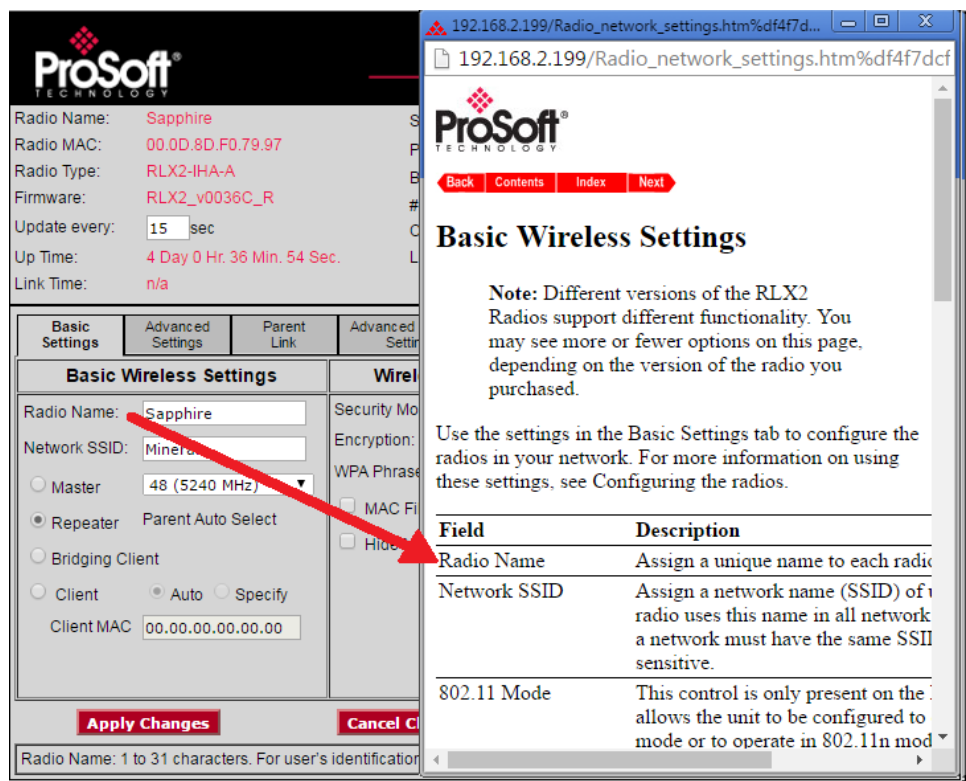 ProSoft®
TECHNOLOGY
Radio Name: Sapphire
Radio MAC: 00.0D.8D.F0.79.97
Radio Type: RLX2-IHA-A
Firmware: RLX2_v0036C_R
Update every: 15 sec
Up Time: 4 Day 0 Hr. 36 Min. 54 Sec.
Link Time: n/a
S
P
B
#
C
L
Basic Settings
Advanced Settings
Parent Link
Advanced
Settin
Basic Wireless Settings
Wirel
Radio Name: Sapphire
Network SSID: Minera
Master 48 (5240 MHz)
Repeater Parent Auto Select
Bridging Client
Client Auto Specify
Client MAC 00.00.00.00.00.00
Security Mo
Encryption:
WPA Phrase
MAC Fi
Hide
Apply Changes
Cancel C
Radio Name: 1 to 31 characters. For user's identification
192.168.2.199/Radio_network_settings.htm%df4f7d...
192.168.2.199/Radio_network_settings.htm%df4f7dcf
ProSoft®
TECHNOLOGY
Back Contents Index Next
Basic Wireless Settings
Note: Different versions of the RLX2
Radios support different functionality. You
may see more or fewer options on this page,
depending on the version of the radio you
purchased.
Use the settings in the Basic Settings tab to configure the
radios in your network. For more information on using
these settings, see Configuring the radios.
Field Description
Radio Name Assign a unique name to each radio
Network SSID Assign a network name (SSID) of
radio uses this name in all network
a network must have the same SSI
sensitive.
802.11 Mode This control is only present on the
allows the unit to be configured to
mode or to operate in 802.11n mod